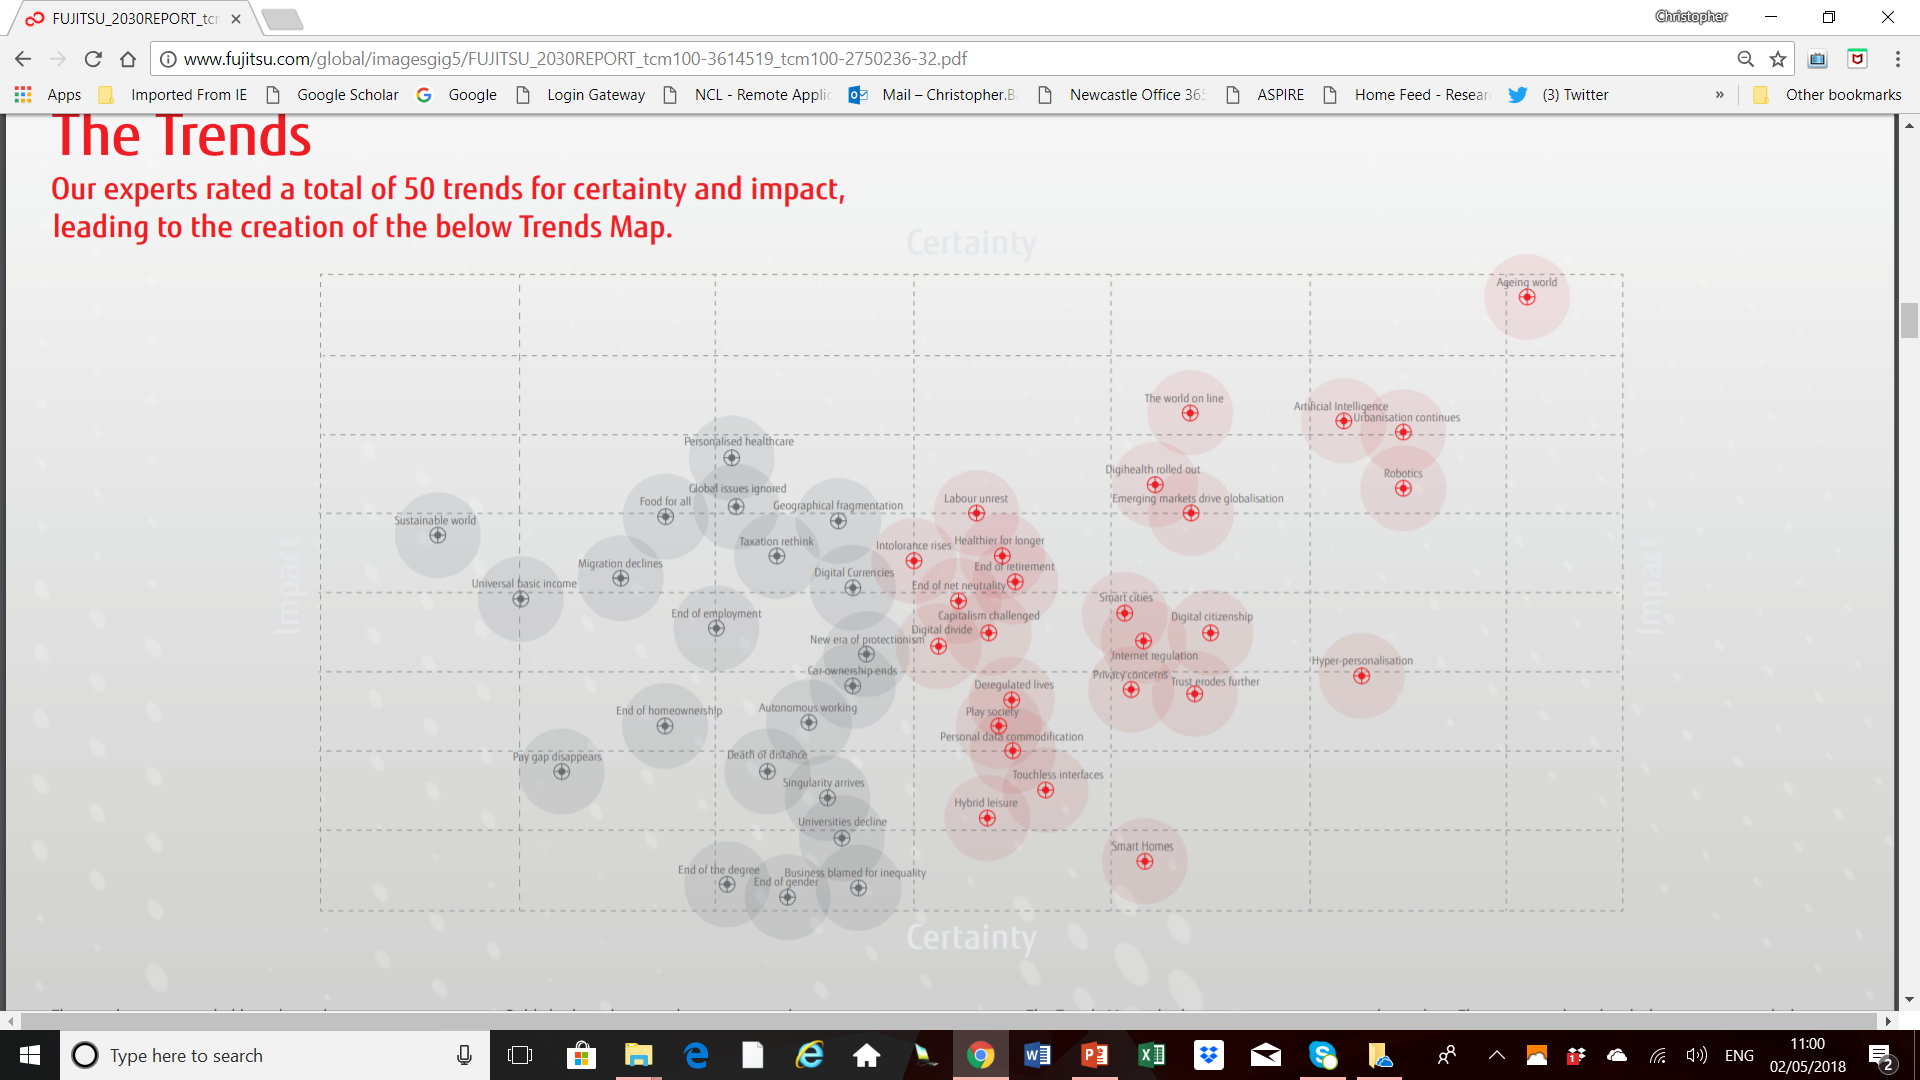 FUJITSU_2030REPORT_tcm
Christopher
www.fujitsu.com/global/imagesgig5/FUJITSU_2030REPORT_tcm100-3614519_tcm100-2750236-32.pdf
Apps Imported From IE Google Scholar Google Login Gateway NCL - Remote Applic Mail – Christopher.B Newcastle Office 365 ASPIRE Home Feed - Resear (3) Twitter » Other bookmarks
The Trends
Our experts rated a total of 50 trends for certainty and impact,
leading to the creation of the below Trends Map.
Certainty
Ageing world
The world on line
Artificial Intelligence
Urbanisation continues
Personalised healthcare
Digihealth rolled out
Robotics
Global issues ignored
Food for all
Geographical fragmentation
Labour unrest
Emerging markets drive globalisation
Sustainable world
Taxation rethink
Intolorance rises
Healthier for longer
Migration declines
Digital Currencies
End of retirement
Universal basic income
End of net neutrality
Smart cities
Impact
Impact
End of employment
Capitalism challenged
Digital citizenship
Digital divide
New era of protectionism
Internet regulation
Hyper-personalisation
Car ownership ends
Privacy concerns
Trust erodes further
Deregulated lives
End of homeownership
Autonomous working
Play society
Personal data commodification
Pay gap disappears
Death of distance
Touchless interfaces
Singularity arrives
Hybrid leisure
Universities decline
Smart Homes
End of the degree
Business blamed for inequality
End of gender
Certainty
Type here to search
ENG
11:00
02/05/2018
2